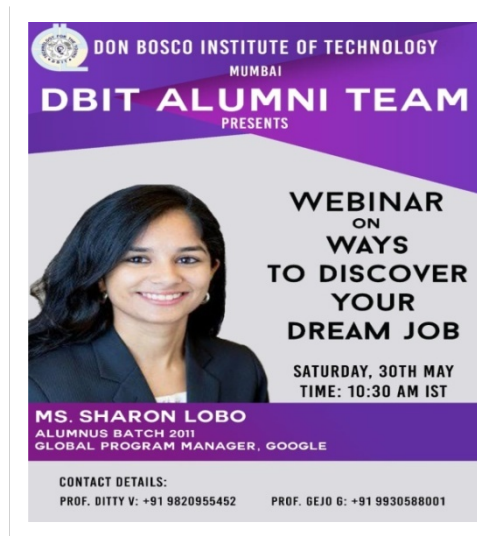 DON BOSCO INSTITUTE OF TECHNOLOGY
MUMBAI
DBIT ALUMNI TEAM
PRESENTS
WEBINAR
ON
WAYS
TO DISCOVER
YOUR
DREAM JOB
SATURDAY, 30TH MAY
TIME: 10:30 AM IST
MS. SHARON LOBO
ALUMNUS BATCH 2011
GLOBAL PROGRAM MANAGER, GOOGLE
CONTACT DETAILS:
PROF. DITTY V: +91 9820955452 PROF. GEJO G: +91 9930588001